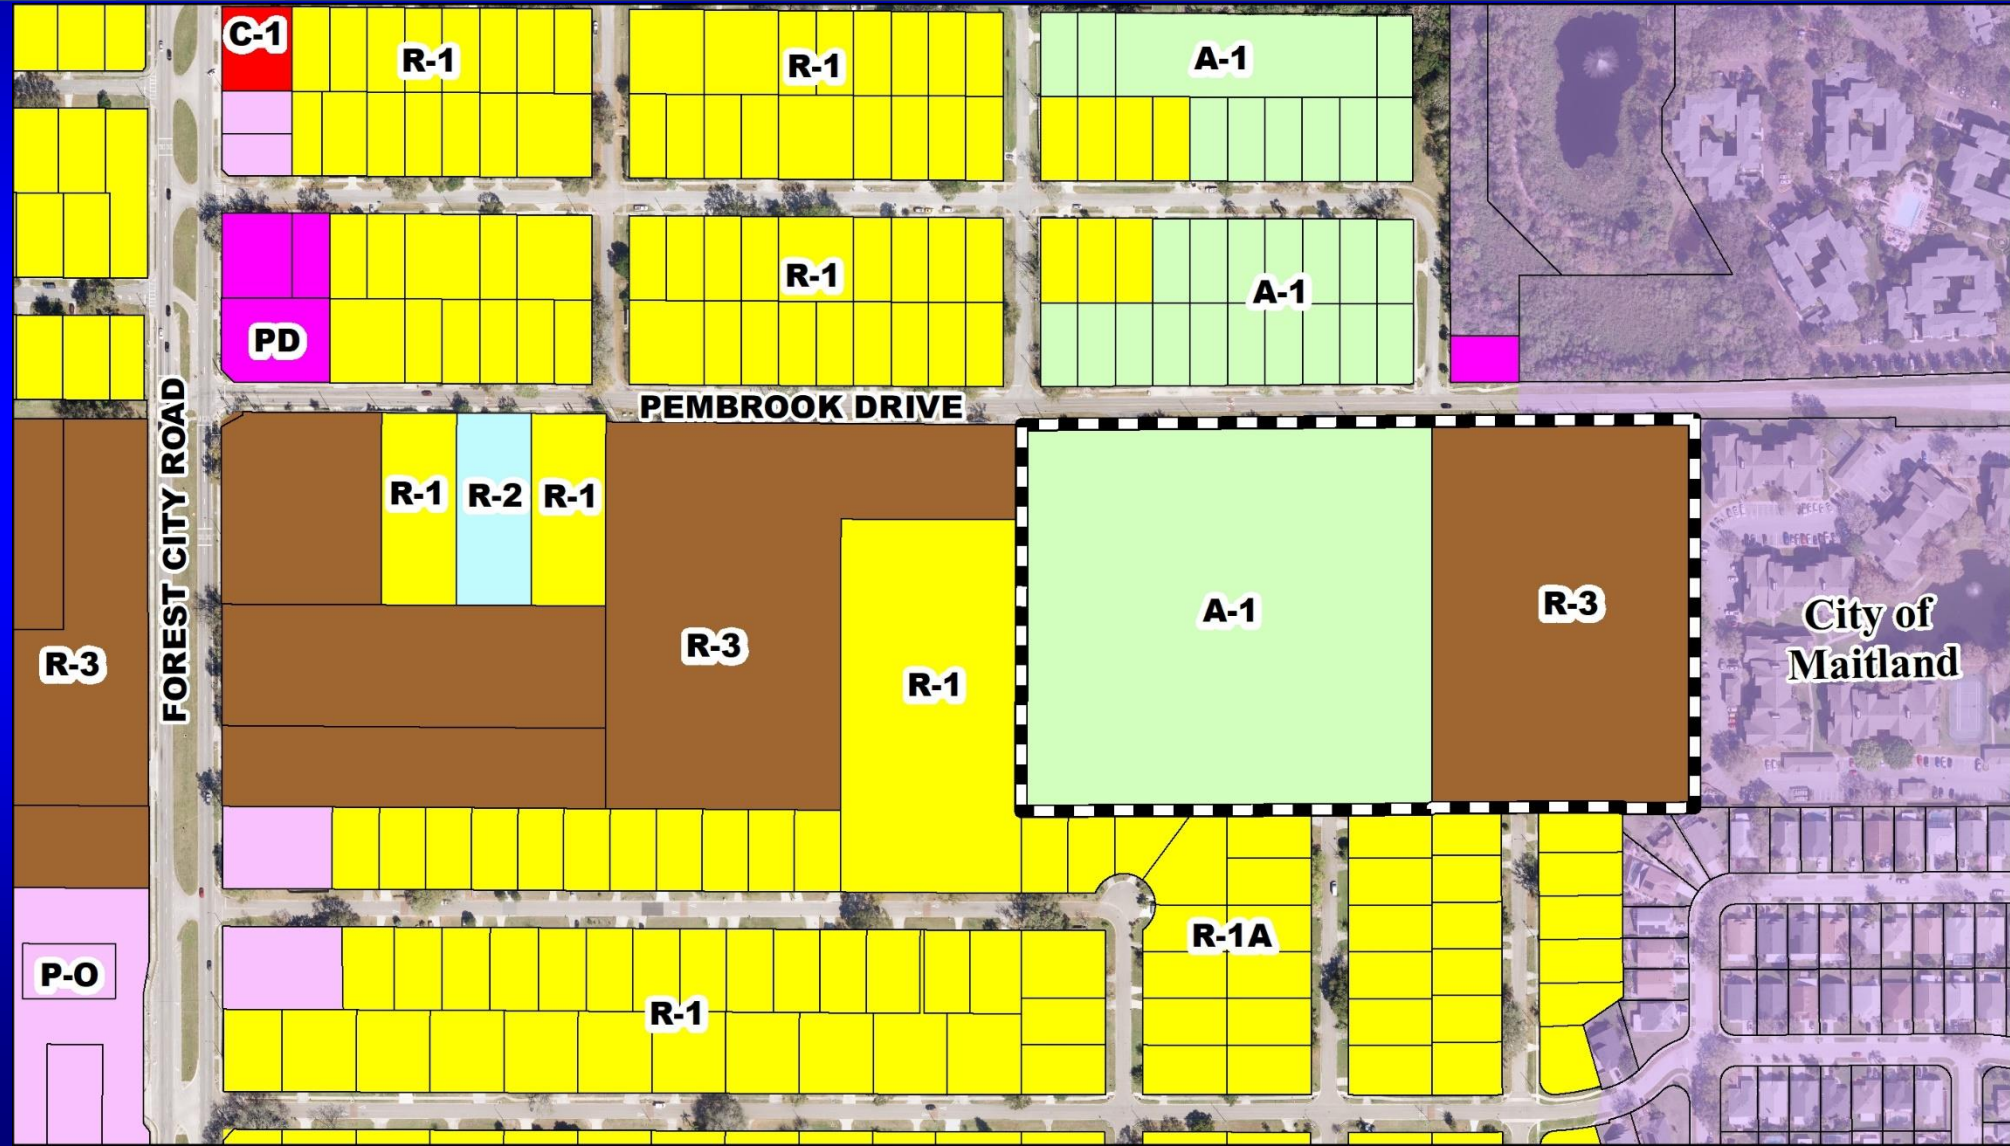 C-1
R-1
R-1
A-1
PD
R-1
A-1
PEMBROOK DRIVE
FOREST CITY ROAD
R-1
R-2
R-1
R-3
R-3
R-1
A-1
R-3
City of
Maitland
P-O
R-1
R-1A